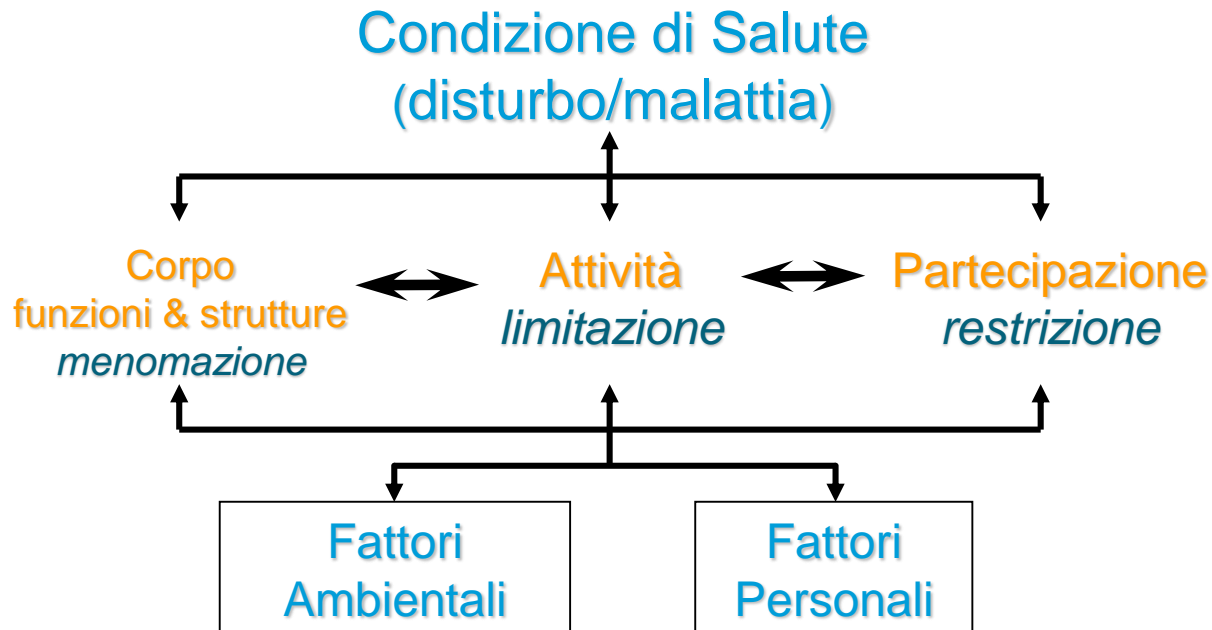 Condizione di Salute
(disturbo/malattia)
Corpo
funzioni & strutture
menomazione
Attività
limitazione
Partecipazione
restrizione
Fattori
Ambientali
Fattori
Personali